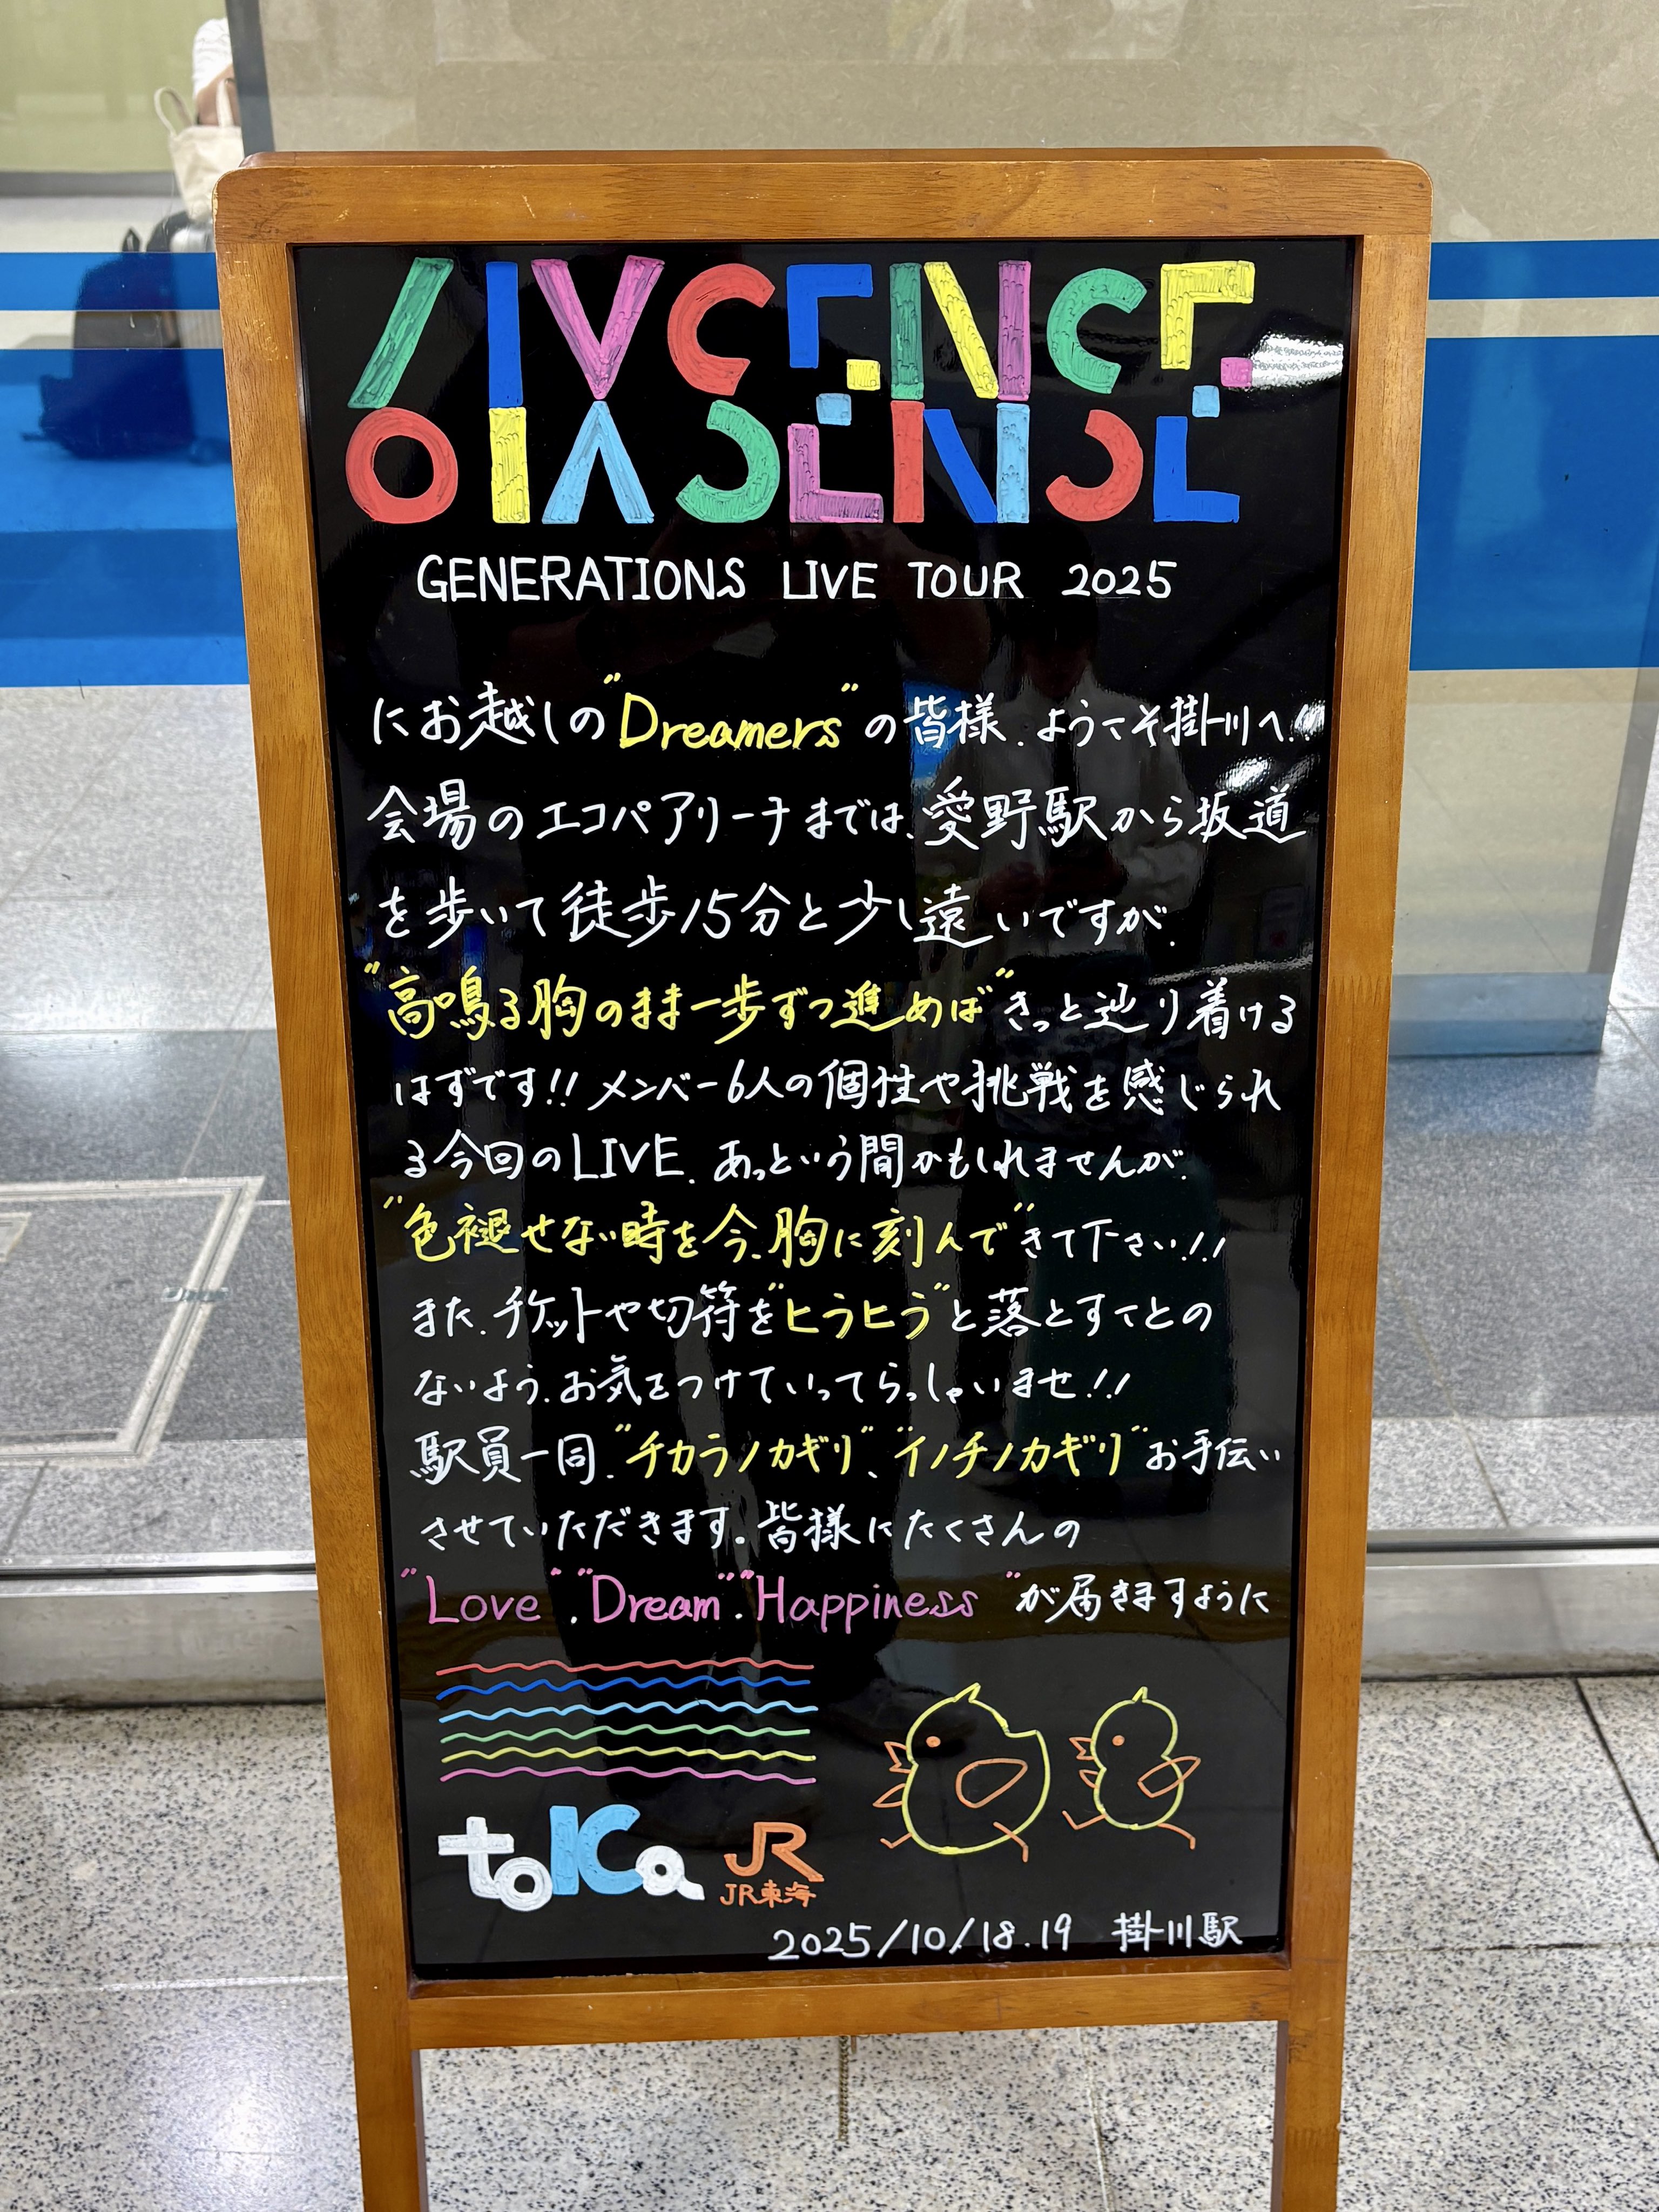 6IXSENSE
GENERATIONS LIVE TOUR 2025
にお越しの"Dreamers"の皆様、ようこそ掛川へ!!
会場のエコパアリーナまでは、愛野駅から坂道
を歩いて徒歩15分と少し遠いですが、
"高鳴る胸のまま一歩ずつ進めば"きっと辿り着ける
はずです!!メンバー6人の個性や挑戦を感じられ
る今回のLIVE、あっという間かもしれませんが、
"色褪せない時を今、胸に刻んで"きて下さい!!
また、チケットや切符を"ヒラヒラ"と落とすことの
ないよう、お気をつけていってらっしゃいませ!!
駅員一同、"チカラノカギリ"、"イノチノカギリ"お手伝い
させていただきます。皆様にたくさんの
"Love"、"Dream"、"Happiness"が届きますように
toICa JR
JR東海
2025/10/18.19 掛川駅